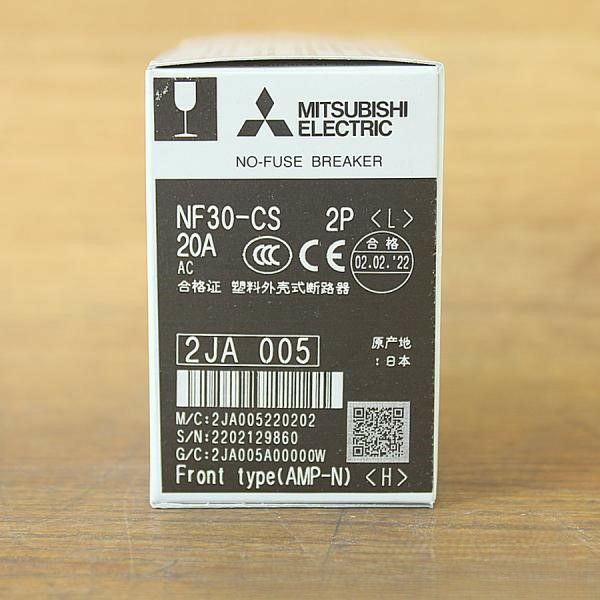 MITSUBISHI
ELECTRIC
NO-FUSE BREAKER
NF30-CS 2P <L>
20A
AC
CCC CE
合格
02.02.'22
合格证 塑料外壳式断路器
2JA 005
原产地
:日本
M/C:2JA005220202
S/N:2202129860
G/C:2JA005A00000W
Front type(AMP-N) <H>